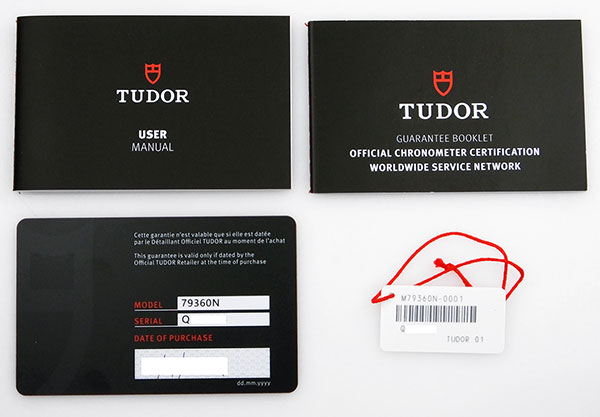 TUDOR
USER
MANUAL
TUDOR
GUARANTEE BOOKLET
OFFICIAL CHRONOMETER CERTIFICATION
WORLDWIDE SERVICE NETWORK
Cette garantie n'est valable que si elle est datée
par le Détaillant Officiel TUDOR au moment de l'achat
This guarantee is valid only if dated by the
Official TUDOR Retailer at the time of purchase
MODEL 79360N
SERIAL Q
DATE OF PURCHASE
dd.mm.yyyy
M79360N-0001
Q
TUDOR 01